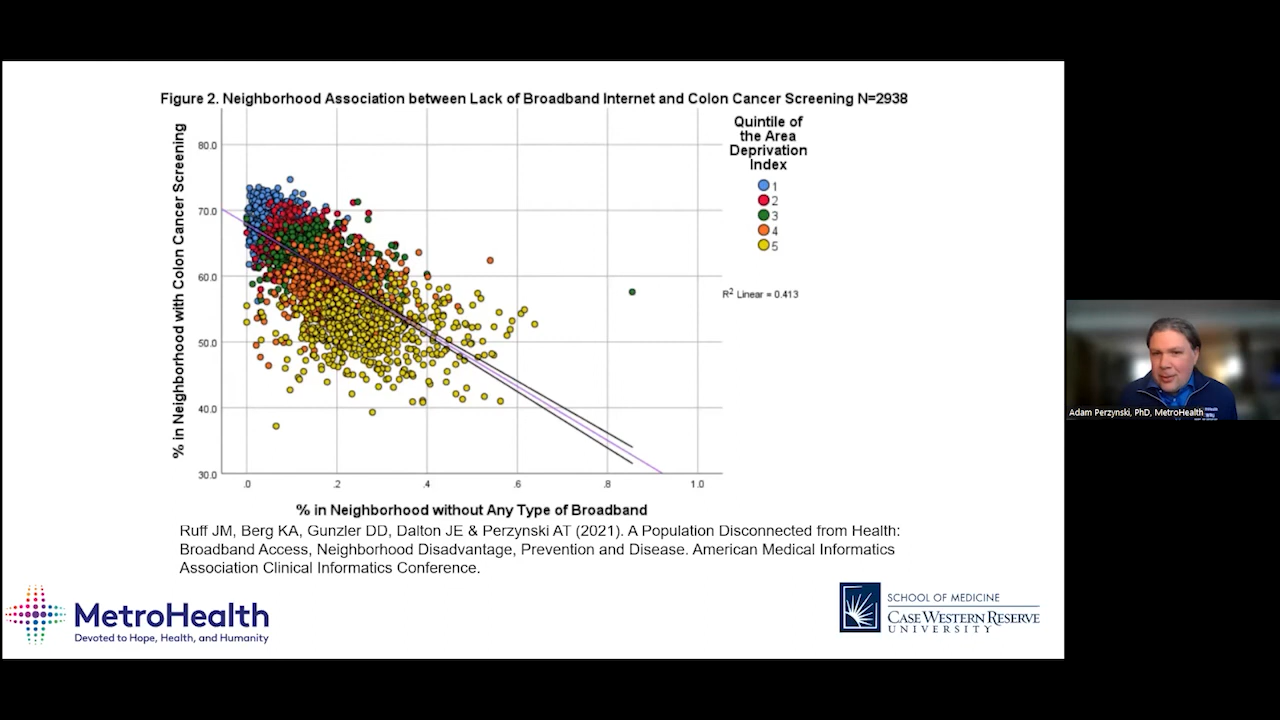 Figure 2. Neighborhood Association between Lack of Broadband Internet and Colon Cancer Screening N=2938
% in Neighborhood with Colon Cancer Screening
80.0
70.0
60.0
50.0
40.0
30.0
.0
.2
.4
.6
.8
1.0
% in Neighborhood without Any Type of Broadband
Quintile of
the Area
Deprivation
Index
1
2
3
4
5
R2 Linear = 0.413
Adam Perzynski, PhD, MetroHealth
Ruff JM, Berg KA, Gunzler DD, Dalton JE & Perzynski AT (2021). A Population Disconnected from Health:
Broadband Access, Neighborhood Disadvantage, Prevention and Disease. American Medical Informatics
Association Clinical Informatics Conference.
MetroHealth
Devoted to Hope, Health, and Humanity
SCHOOL OF MEDICINE
CASE WESTERN RESERVE
UNIVERSITY